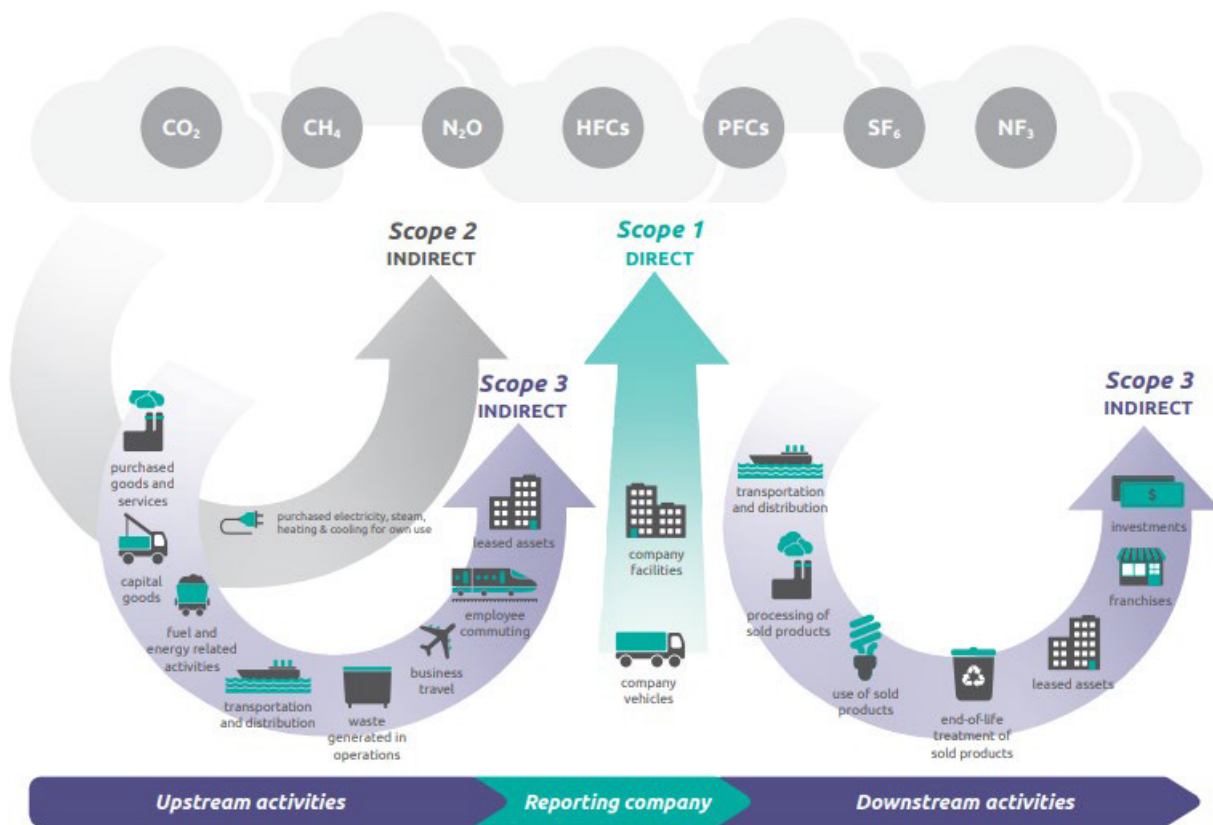 CO₂
CH₄
N₂O
HFCs
PFCs
SF₆
NF₃
Scope 2
INDIRECT
Scope 1
DIRECT
Scope 3
INDIRECT
Scope 3
INDIRECT
purchased
goods and
services
capital
goods
fuel and
energy related
activities
transportation
and distribution
waste
generated in
operations
business
travel
employee
commuting
leased assets
purchased electricity, steam,
heating & cooling for own use
company
facilities
company
vehicles
transportation
and distribution
processing of
sold products
use of sold
products
end-of-life
treatment of
sold products
leased assets
franchises
$
investments
Upstream activities
Reporting company
Downstream activities